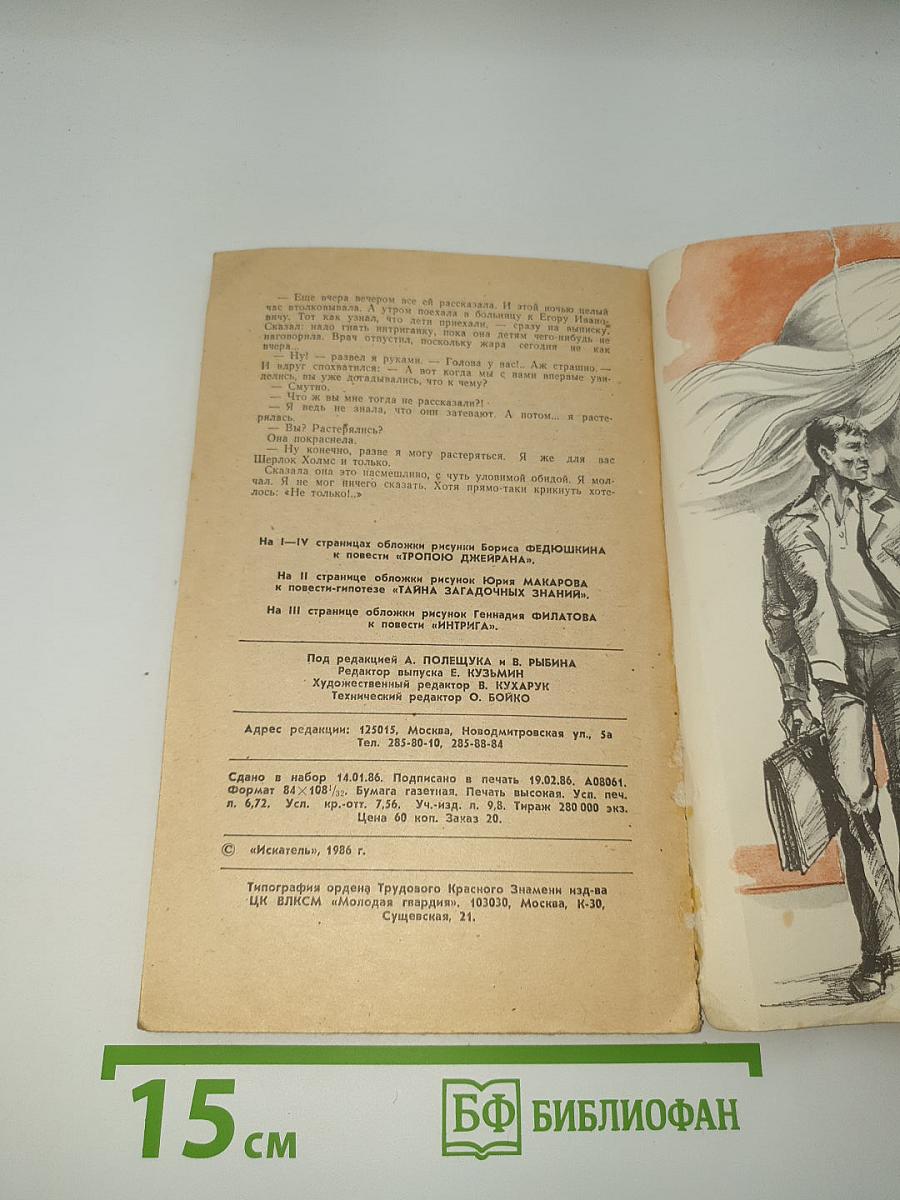 — Еще вчера вечером все ей рассказала. И этой ночью целый
час втолковывала. А утром поехала в больницу к Егору Ивано-
вичу. Тот как узнал, что дети приехали, — сразу на выписку.
Сказал: надо гнать интриганку, пока она детям чего-нибудь не
наговорила. Врач отпустил, поскольку жара сегодня не как
вчера...
— Ну! — развел я руками. — Голова у вас!.. Аж страшно. —
И вдруг спохватился: — А вот когда мы с вами впервые уви-
делись, вы уже догадывались, что к чему?
— Смутно.
— Что ж вы мне тогда не рассказали?!
— Я ведь не знала, что они затевают. А потом... я расте-
рялась.
— Вы? Растерялись?
Она покраснела.
— Ну конечно, разве я могу растеряться. Я же для вас
Шерлок Холмс и только.
Сказала она это насмешливо, с чуть уловимой обидой. Я мол-
чал. Я не мог ничего сказать. Хотя прямо-таки крикнуть хоте-
лось: «Не только!..»
На I—IV страницах обложки рисунки Бориса ФЕДЮШКИНА
к повести «ТРОПОЮ ДЖЕЙРАНА».
На II странице обложки рисунок Юрия МАКАРОВА
к повести-гипотезе «ТАЙНА ЗАГАДОЧНЫХ ЗНАНИЙ».
На III странице обложки рисунок Геннадия ФИЛАТОВА
к повести «ИНТРИГА».
Под редакцией А. ПОЛЕЩУКА и В. РЫБИНА
Редактор выпуска Е. КУЗЬМИН
Художественный редактор В. КУХАРУК
Технический редактор О. БОЙКО
Адрес редакции: 125015, Москва, Новодмитровская ул., 5а
Тел. 285-80-10, 285-88-84
Сдано в набор 14.01.86. Подписано в печать 19.02.86. А08061.
Формат 84×108¹/₃₂. Бумага газетная. Печать высокая. Усл. печ.
л. 6,72. Усл. кр.-отт. 7,56. Уч.-изд. л. 9,8. Тираж 280 000 экз.
Цена 60 коп. Заказ 20.
© «Искатель», 1986 г.
Типография ордена Трудового Красного Знамени изд-ва
ЦК ВЛКСМ «Молодая гвардия». 103030, Москва, К-30,
Сущевская, 21.
15 см
БФ БИБЛИОФАН